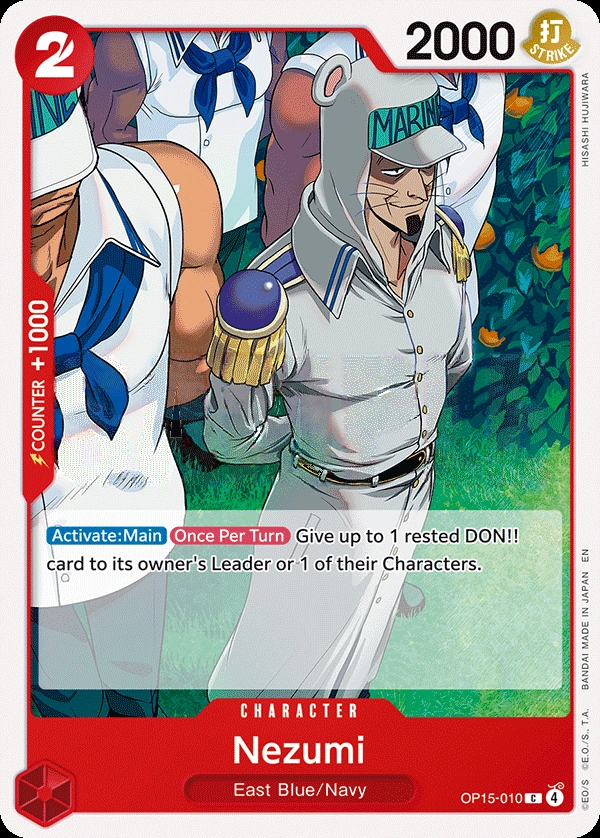 2
2000
打
STRIKE
HISASHI HUJIWARA
MARINE
INE
COUNTER +1000
Activate:Main Once Per Turn Give up to 1 rested DON!!
card to its owner's Leader or 1 of their Characters.
BANDAI MADE IN JAPAN EN
©E.O./S., T.A.
©EO/S
CHARACTER
Nezumi
East Blue/Navy
OP15-010 C 4